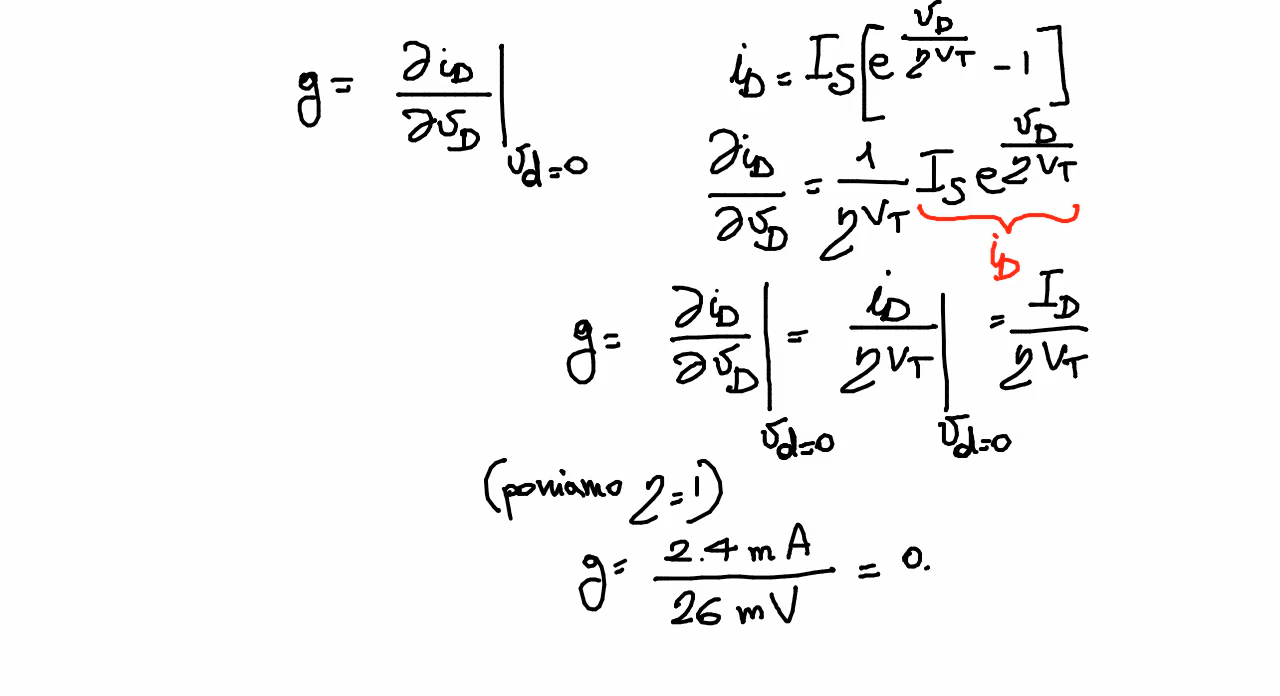 g = ∂i_D/∂v_D |_{v_d=0}
i_D = I_S [e^{v_D/ηV_T} - 1]
∂i_D/∂v_D = 1/ηV_T I_S e^{v_D/ηV_T}
i_D
g = ∂i_D/∂v_D |_{v_d=0} = i_D/ηV_T |_{v_d=0} = I_D/ηV_T
(poniamo η=1)
g = 2.4 mA/26 mV = 0.